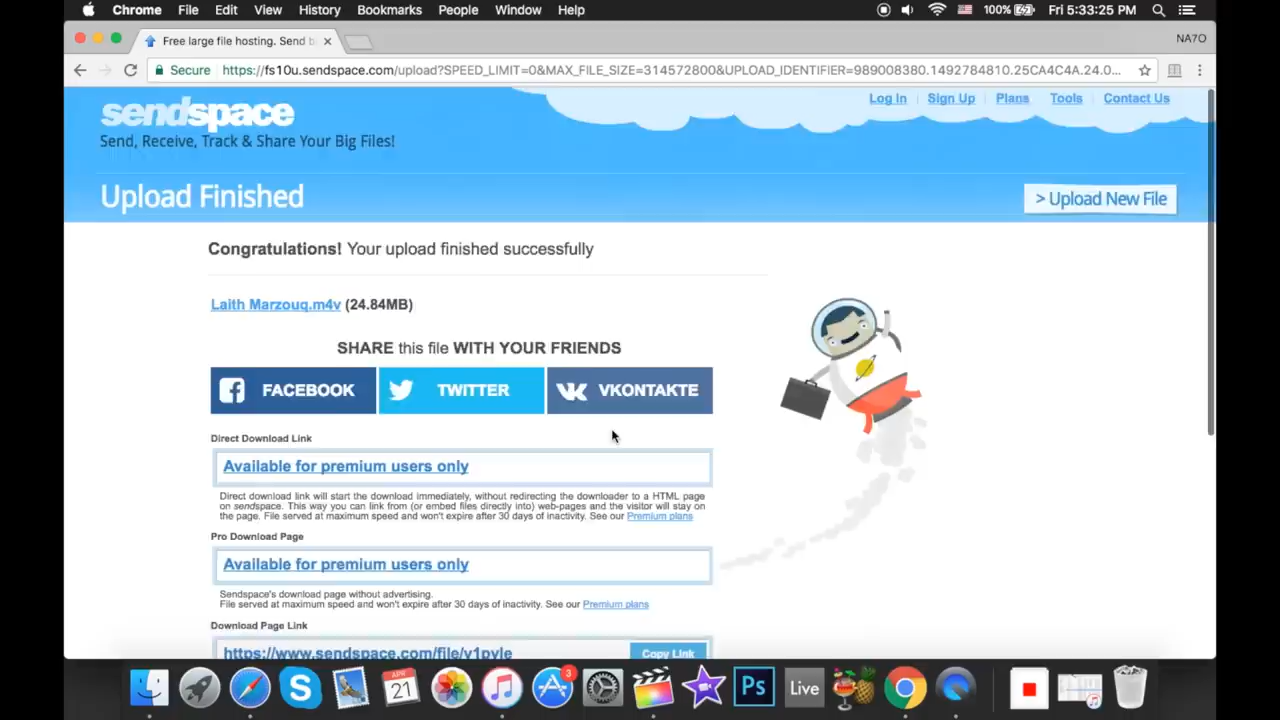 Chrome File Edit View History Bookmarks People Window Help 100% Fri 5:33:25 PM
Free large file hosting. Send b NA7O
Secure https://fs10u.sendspace.com/upload?SPEED_LIMIT=0&MAX_FILE_SIZE=314572800&UPLOAD_IDENTIFIER=989008380.1492784810.25CA4C4A.24.0...
Log In Sign Up Plans Tools Contact Us
sendspace
Send, Receive, Track & Share Your Big Files!
Upload Finished
> Upload New File
Congratulations! Your upload finished successfully
Laith Marzouq.m4v (24.84MB)
SHARE this file WITH YOUR FRIENDS
FACEBOOK TWITTER VKONTAKTE
Direct Download Link
Available for premium users only
Direct download link will start the download immediately, without redirecting the downloader to a HTML page
on sendspace. This way you can link from (or embed files directly into) web-pages and the visitor will stay on
the page. File served at maximum speed and won't expire after 30 days of inactivity. See our Premium plans
Pro Download Page
Available for premium users only
Sendspace's download page without advertising.
File served at maximum speed and won't expire after 30 days of inactivity. See our Premium plans
Download Page Link
https://www.sendspace.com/file/v1pyle Copy Link
APR
21
3
Ps
Live